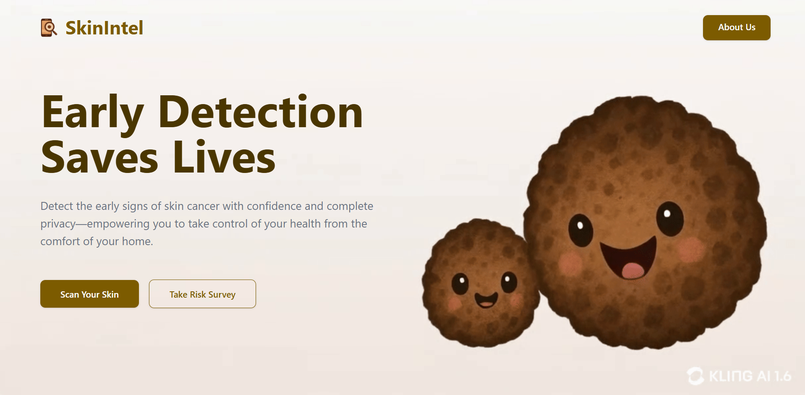 SkinIntel
About Us
Early Detection
Saves Lives
Detect the early signs of skin cancer with confidence and complete
privacy—empowering you to take control of your health from the
comfort of your home.
Scan Your Skin
Take Risk Survey
KLING AI 1.6